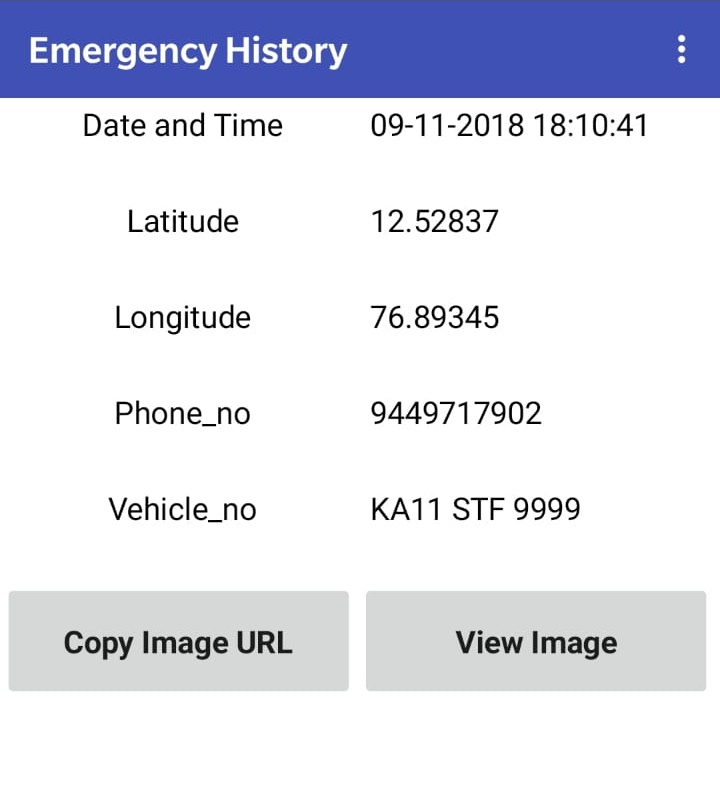 Emergency History
Date and Time 09-11-2018 18:10:41
Latitude 12.52837
Longitude 76.89345
Phone_no 9449717902
Vehicle_no KA11 STF 9999
Copy Image URL View Image